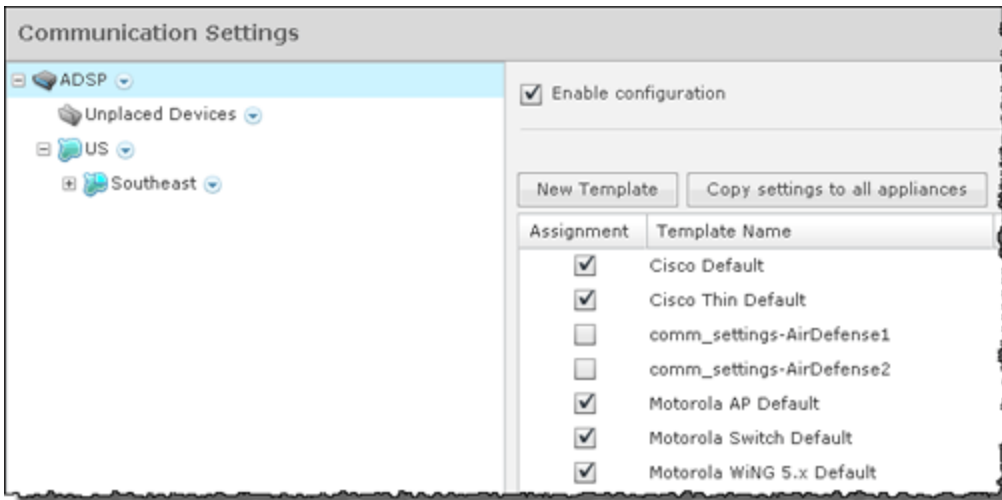 Communication Settings
ADSP
Unplaced Devices
US
Southeast
Enable configuration
New Template
Copy settings to all appliances
Assignment Template Name
Cisco Default
Cisco Thin Default
comm_settings-AirDefense1
comm_settings-AirDefense2
Motorola AP Default
Motorola Switch Default
Motorola WiNG 5.x Default